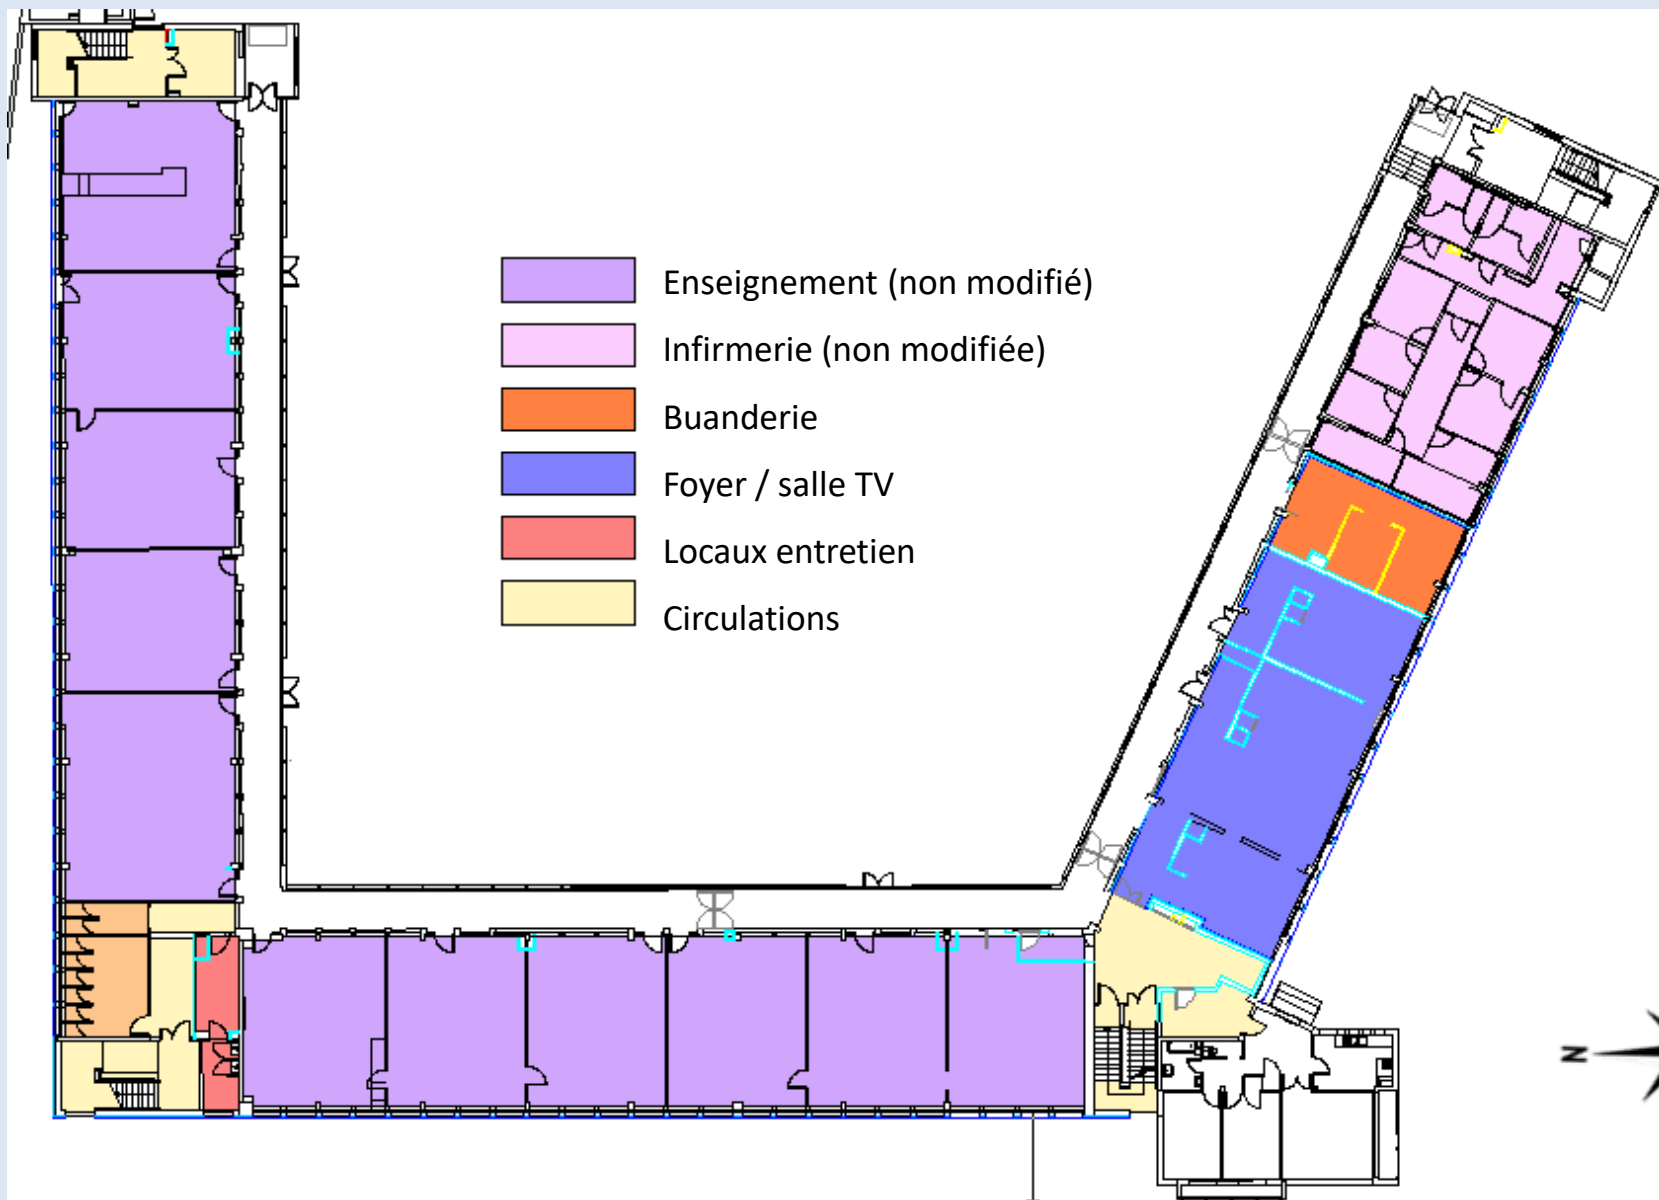 Enseignement (non modifié)
Infirmerie (non modifiée)
Buanderie
Foyer / salle TV
Locaux entretien
Circulations
N